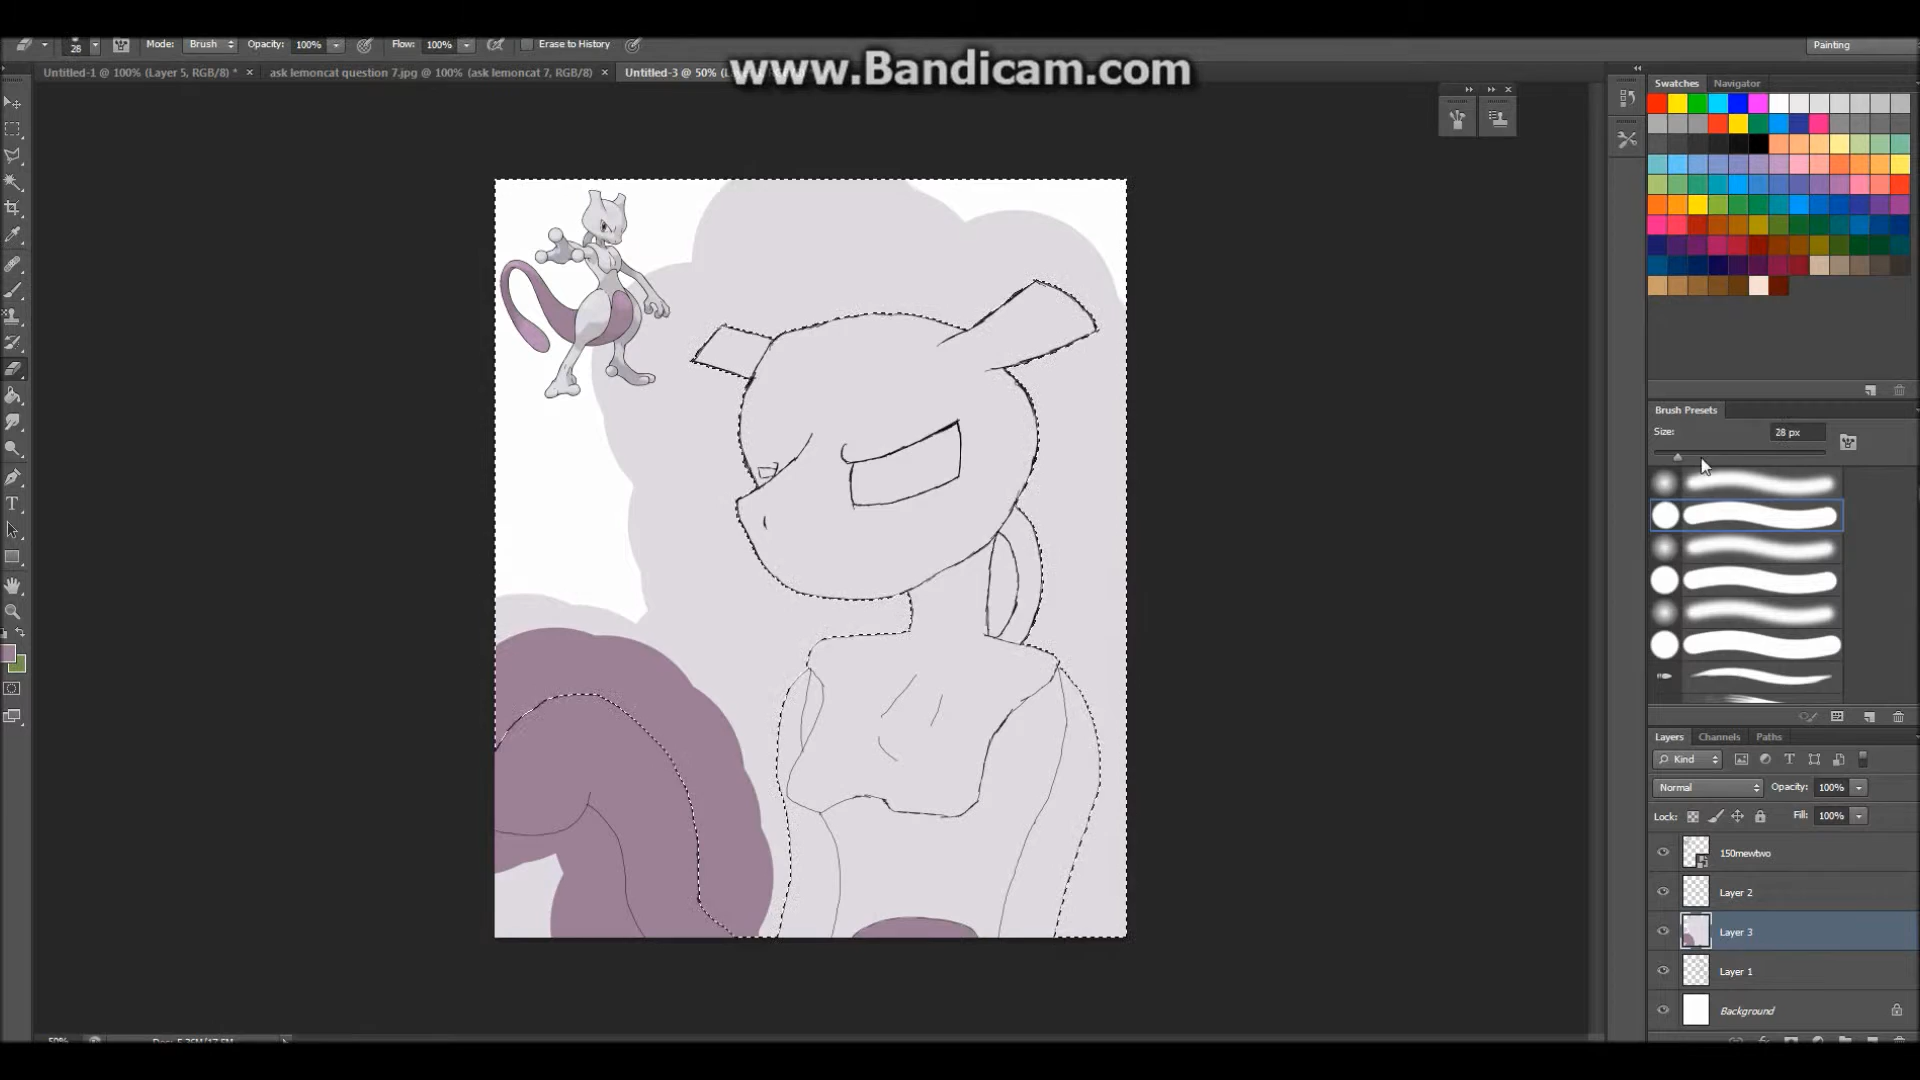 28 Mode: Brush Opacity: 100% Flow: 100% Erase to History Painting
Untitled-1 @ 100% (Layer 5, RGB/8) * ask lemoncat question 7.jpg @ 100% (ask lemoncat 7, RGB/8) Untitled-3 @ 50% (
www.Bandicam.com
Swatches Navigator
Brush Presets
Size: 28 px
Layers Channels Paths
Kind
Normal Opacity: 100%
Lock: Fill: 100%
150mewtwo
Layer 2
Layer 3
Layer 1
Background